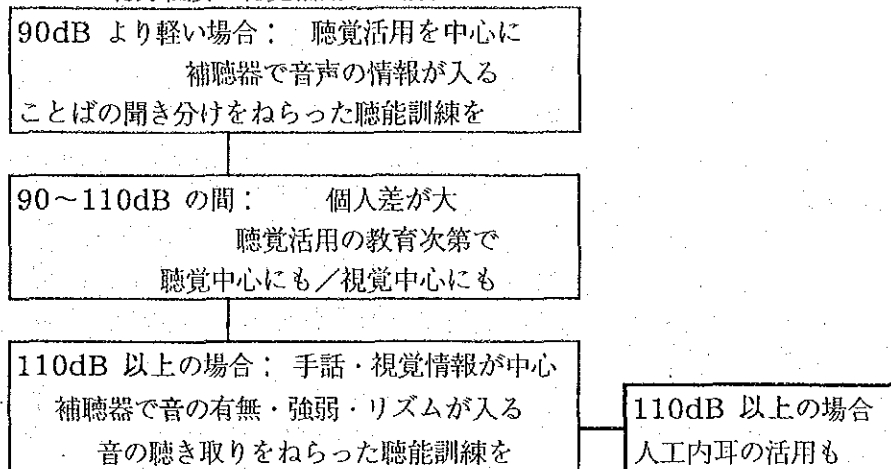 90dB より軽い場合： 聴覚活用を中心に
補聴器で音声の情報が入る
ことばの聞き分けをねらった聴能訓練を
90～110dB の間： 個人差が大
聴覚活用の教育次第で
聴覚中心にも／視覚中心にも
110dB 以上の場合： 手話・視覚情報が中心
補聴器で音の有無・強弱・リズムが入る
音の聴き取りをねらった聴能訓練を
110dB 以上の場合
人工内耳の活用も